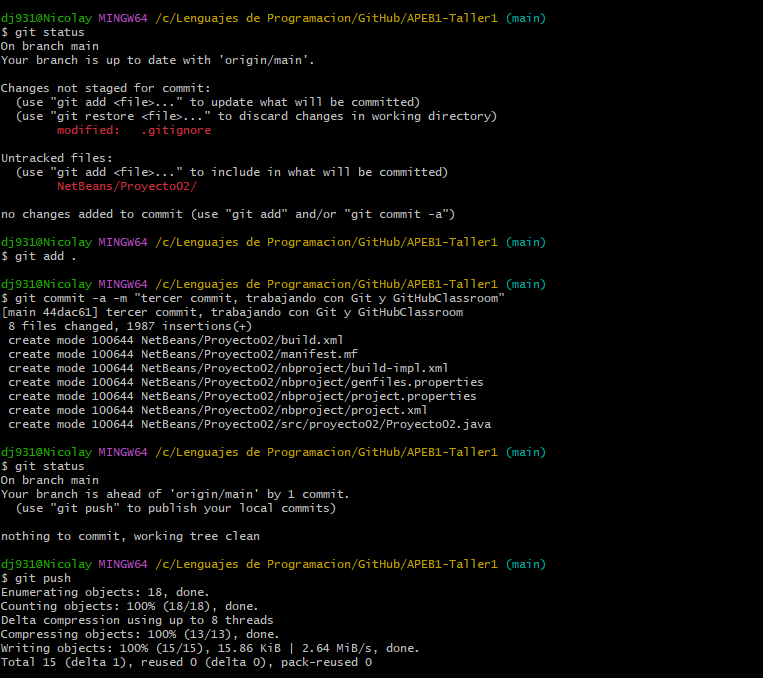 dj931@Nicolay MINGW64 /c/Lenguajes de Programacion/GitHub/APEB1-Taller1 (main)
$ git status
On branch main
Your branch is up to date with 'origin/main'.
Changes not staged for commit:
(use "git add <file>..." to update what will be committed)
(use "git restore <file>..." to discard changes in working directory)
modified:   .gitignore
Untracked files:
(use "git add <file>..." to include in what will be committed)
NetBeans/Proyecto02/
no changes added to commit (use "git add" and/or "git commit -a")
dj931@Nicolay MINGW64 /c/Lenguajes de Programacion/GitHub/APEB1-Taller1 (main)
$ git add .
dj931@Nicolay MINGW64 /c/Lenguajes de Programacion/GitHub/APEB1-Taller1 (main)
$ git commit -a -m "tercer commit, trabajando con Git y GitHubClassroom"
[main 44dac61] tercer commit, trabajando con Git y GitHubClassroom
8 files changed, 1987 insertions(+)
create mode 100644 NetBeans/Proyecto02/build.xml
create mode 100644 NetBeans/Proyecto02/manifest.mf
create mode 100644 NetBeans/Proyecto02/nbproject/build-impl.xml
create mode 100644 NetBeans/Proyecto02/nbproject/genfiles.properties
create mode 100644 NetBeans/Proyecto02/nbproject/project.properties
create mode 100644 NetBeans/Proyecto02/nbproject/project.xml
create mode 100644 NetBeans/Proyecto02/src/proyecto02/Proyecto02.java
dj931@Nicolay MINGW64 /c/Lenguajes de Programacion/GitHub/APEB1-Taller1 (main)
$ git status
On branch main
Your branch is ahead of 'origin/main' by 1 commit.
(use "git push" to publish your local commits)
nothing to commit, working tree clean
dj931@Nicolay MINGW64 /c/Lenguajes de Programacion/GitHub/APEB1-Taller1 (main)
$ git push
Enumerating objects: 18, done.
Counting objects: 100% (18/18), done.
Delta compression using up to 8 threads
Compressing objects: 100% (13/13), done.
Writing objects: 100% (15/15), 15.86 KiB | 2.64 MiB/s, done.
Total 15 (delta 1), reused 0 (delta 0), pack-reused 0